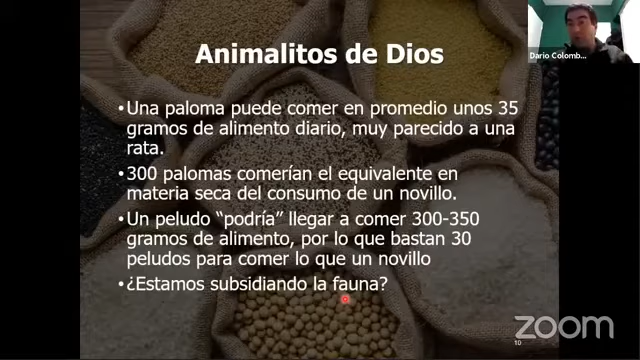 Animalitos de Dios
Dario Colomb...
•Una paloma puede comer en promedio unos 35
gramos de alimento diario, muy parecido a una
rata.
•300 palomas comerían el equivalente en
materia seca del consumo de un novillo.
•Un peludo “podría” llegar a comer 300-350
gramos de alimento, por lo que bastan 30
peludos para comer lo que un novillo
•¿Estamos subsidiando la fauna?
zoom
10